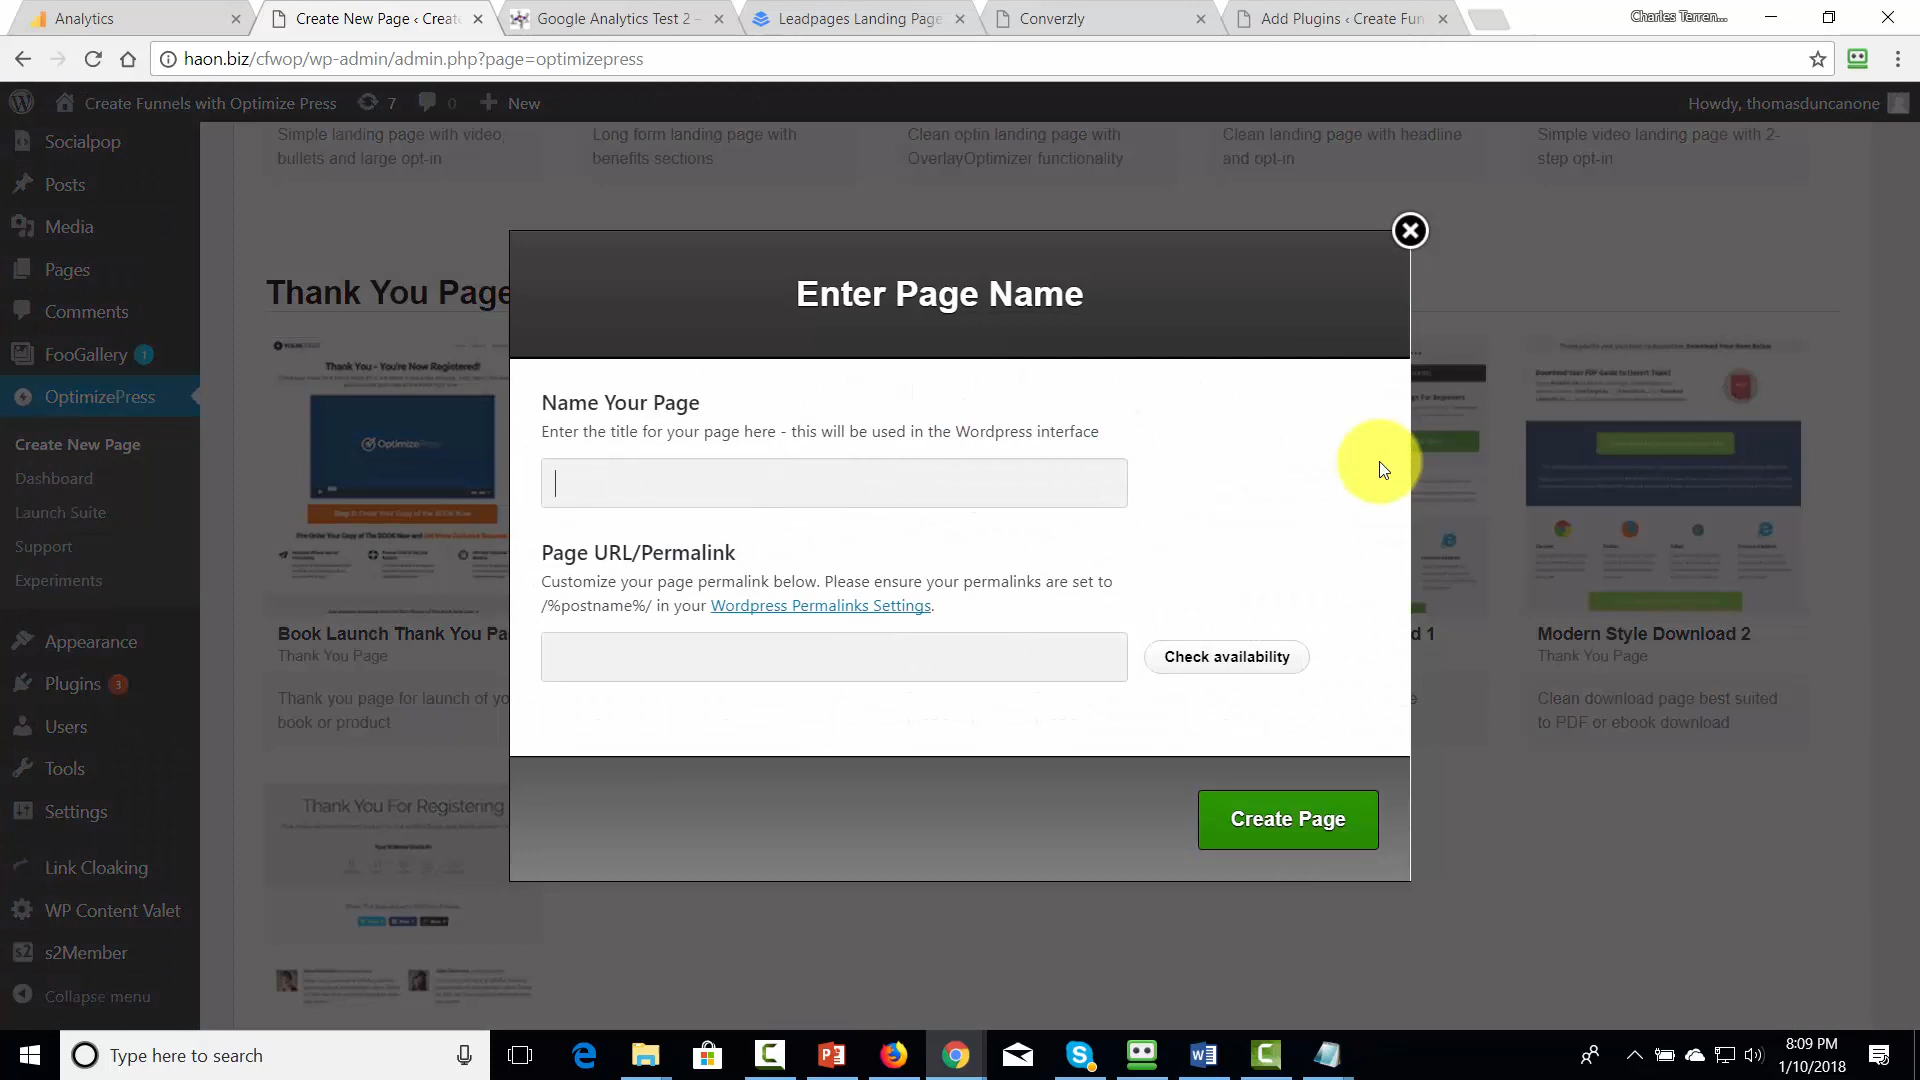 Analytics
Create New Page ‹ Create
Google Analytics Test 2 –
Leadpages Landing Page
Converzly
Add Plugins ‹ Create Fun
Charles Terren...
haon.biz/cfwop/wp-admin/admin.php?page=optimizepress
Create Funnels with Optimize Press
7
0
New
Howdy, thomasduncanone
Socialpop
Posts
Media
Pages
Comments
FooGallery 1
OptimizePress
Create New Page
Dashboard
Launch Suite
Support
Experiments
Appearance
Plugins 3
Users
Tools
Settings
Link Cloaking
WP Content Valet
s2Member
Collapse menu
Simple landing page with video,
bullets and large opt-in
Long form landing page with
benefits sections
Clean optin landing page with
OverlayOptimizer functionality
Clean landing page with headline
and opt-in
Simple video landing page with 2-
step opt-in
Thank You Page
Thank You - You're Now Registered!
OptimizePress
Book Launch Thank You Pa
Thank You Page
Thank you page for launch of yo
book or product
Thank You For Registering
Enter Page Name
Name Your Page
Enter the title for your page here - this will be used in the Wordpress interface
Page URL/Permalink
Customize your page permalink below. Please ensure your permalinks are set to
/%postname%/ in your Wordpress Permalinks Settings.
Check availability
Create Page
d 1
Modern Style Download 2
Thank You Page
Clean download page best suited
to PDF or ebook download
Type here to search
8:09 PM
1/10/2018